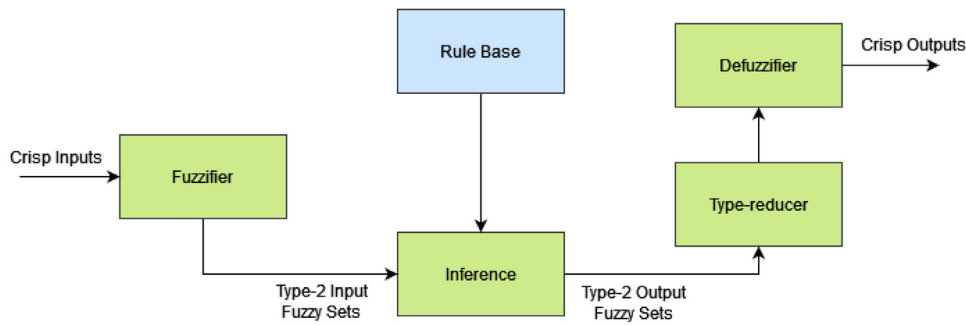 Rule Base
Defuzzifier
Crisp Outputs
Crisp Inputs
Fuzzifier
Type-reducer
Inference
Type-2 Input
Fuzzy Sets
Type-2 Output
Fuzzy Sets